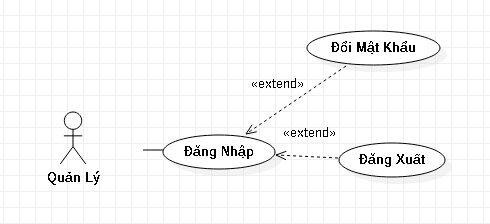 Đổi Mật Khẩu
«extend»
«extend»
Đăng Nhập
Đăng Xuất
Quản Lý